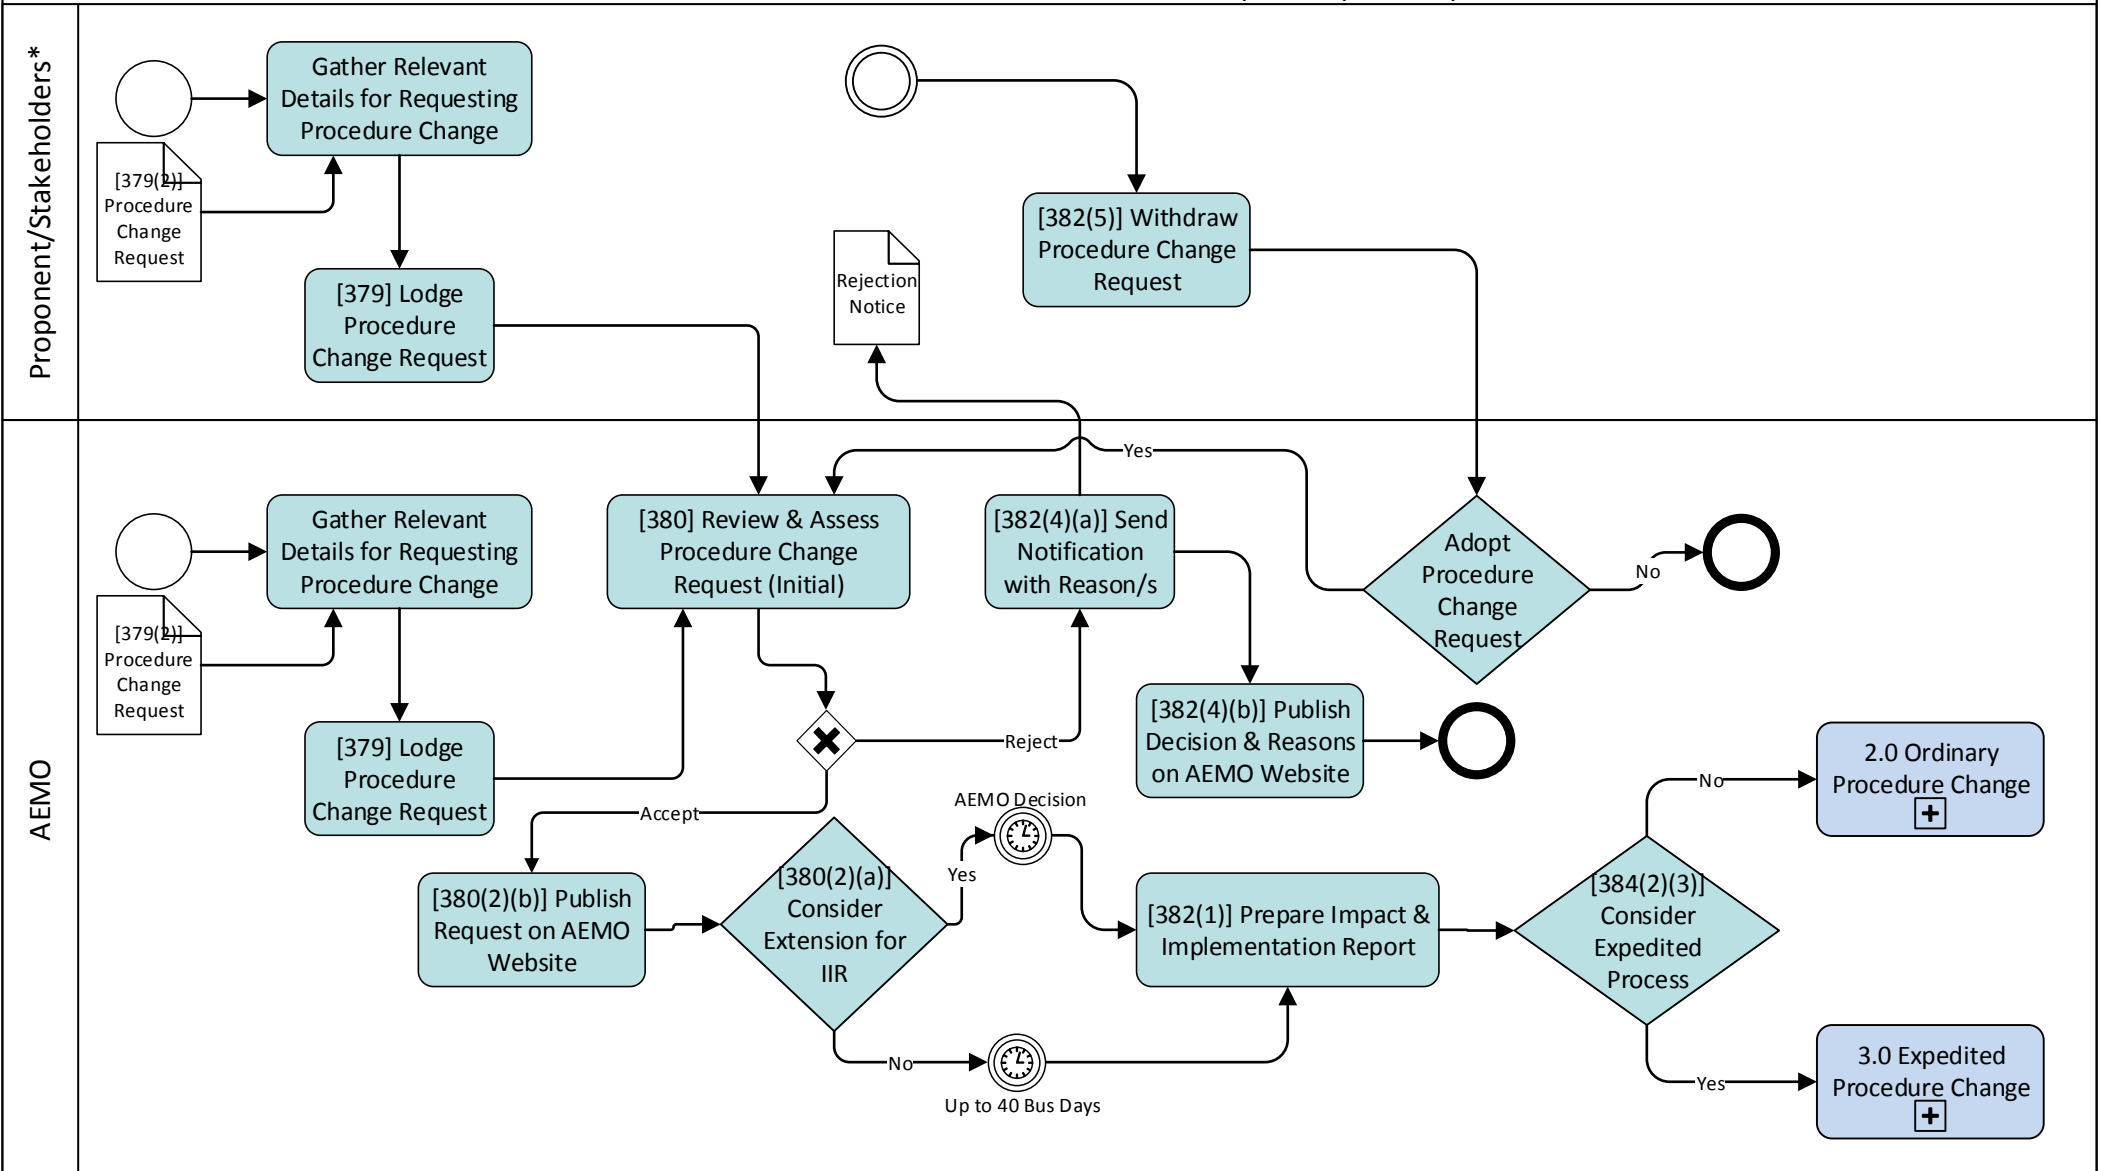 Proponent/Stakeholders*
Gather Relevant
Details for Requesting
Procedure Change
[379(2)]
Procedure
Change
Request
[379] Lodge
Procedure
Change Request
Rejection
Notice
[382(5)] Withdraw
Procedure Change
Request
AEMO
Gather Relevant
Details for Requesting
Procedure Change
[379(2)]
Procedure
Change
Request
[379] Lodge
Procedure
Change Request
[380] Review & Assess
Procedure Change
Request (Initial)
[382(4)(a)] Send
Notification
with Reason/s
Yes
Adopt
Procedure
Change
Request
No
Reject
[382(4)(b)] Publish
Decision & Reasons
on AEMO Website
Accept
[380(2)(b)] Publish
Request on AEMO
Website
[380(2)(a)]
Consider
Extension for
IIR
Yes
AEMO Decision
No
Up to 40 Bus Days
[382(1)] Prepare Impact &
Implementation Report
[384(2)(3)]
Consider
Expedited
Process
No
2.0 Ordinary
Procedure Change
Yes
3.0 Expedited
Procedure Change